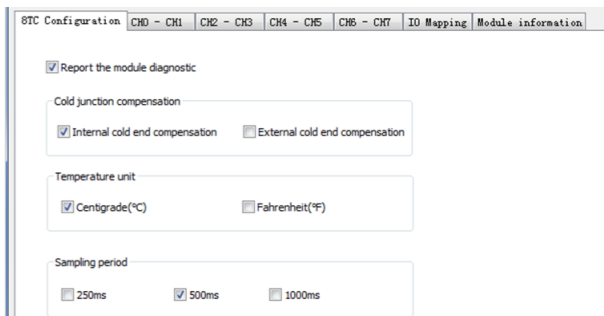 8TC Configuration CH0 - CH1 CH2 - CH3 CH4 - CH5 CH6 - CH7 IO Mapping Module information
Report the module diagnostic
Cold junction compensation
Internal cold end compensation External cold end compensation
Temperature unit
Centigrade(℃) Fahrenheit(℉)
Sampling period
250ms 500ms 1000ms